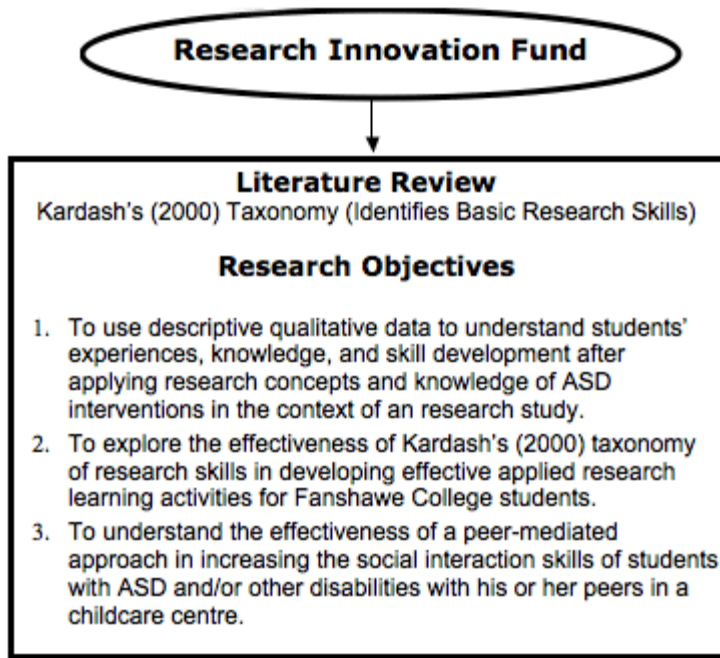 Research Innovation Fund
Literature Review
Kardash's (2000) Taxonomy (Identifies Basic Research Skills)
Research Objectives
1. To use descriptive qualitative data to understand students'
experiences, knowledge, and skill development after
applying research concepts and knowledge of ASD
interventions in the context of an research study.
2. To explore the effectiveness of Kardash's (2000) taxonomy
of research skills in developing effective applied research
learning activities for Fanshawe College students.
3. To understand the effectiveness of a peer-mediated
approach in increasing the social interaction skills of students
with ASD and/or other disabilities with his or her peers in a
childcare centre.